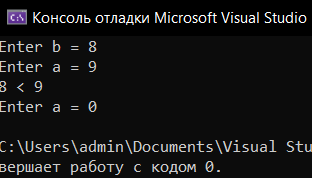 C:\
Консоль отладки Microsoft Visual Studio
Enter b = 8
Enter a = 9
8 < 9
Enter a = 0
C:\Users\admin\Documents\Visual Stu
вершает работу с кодом 0.